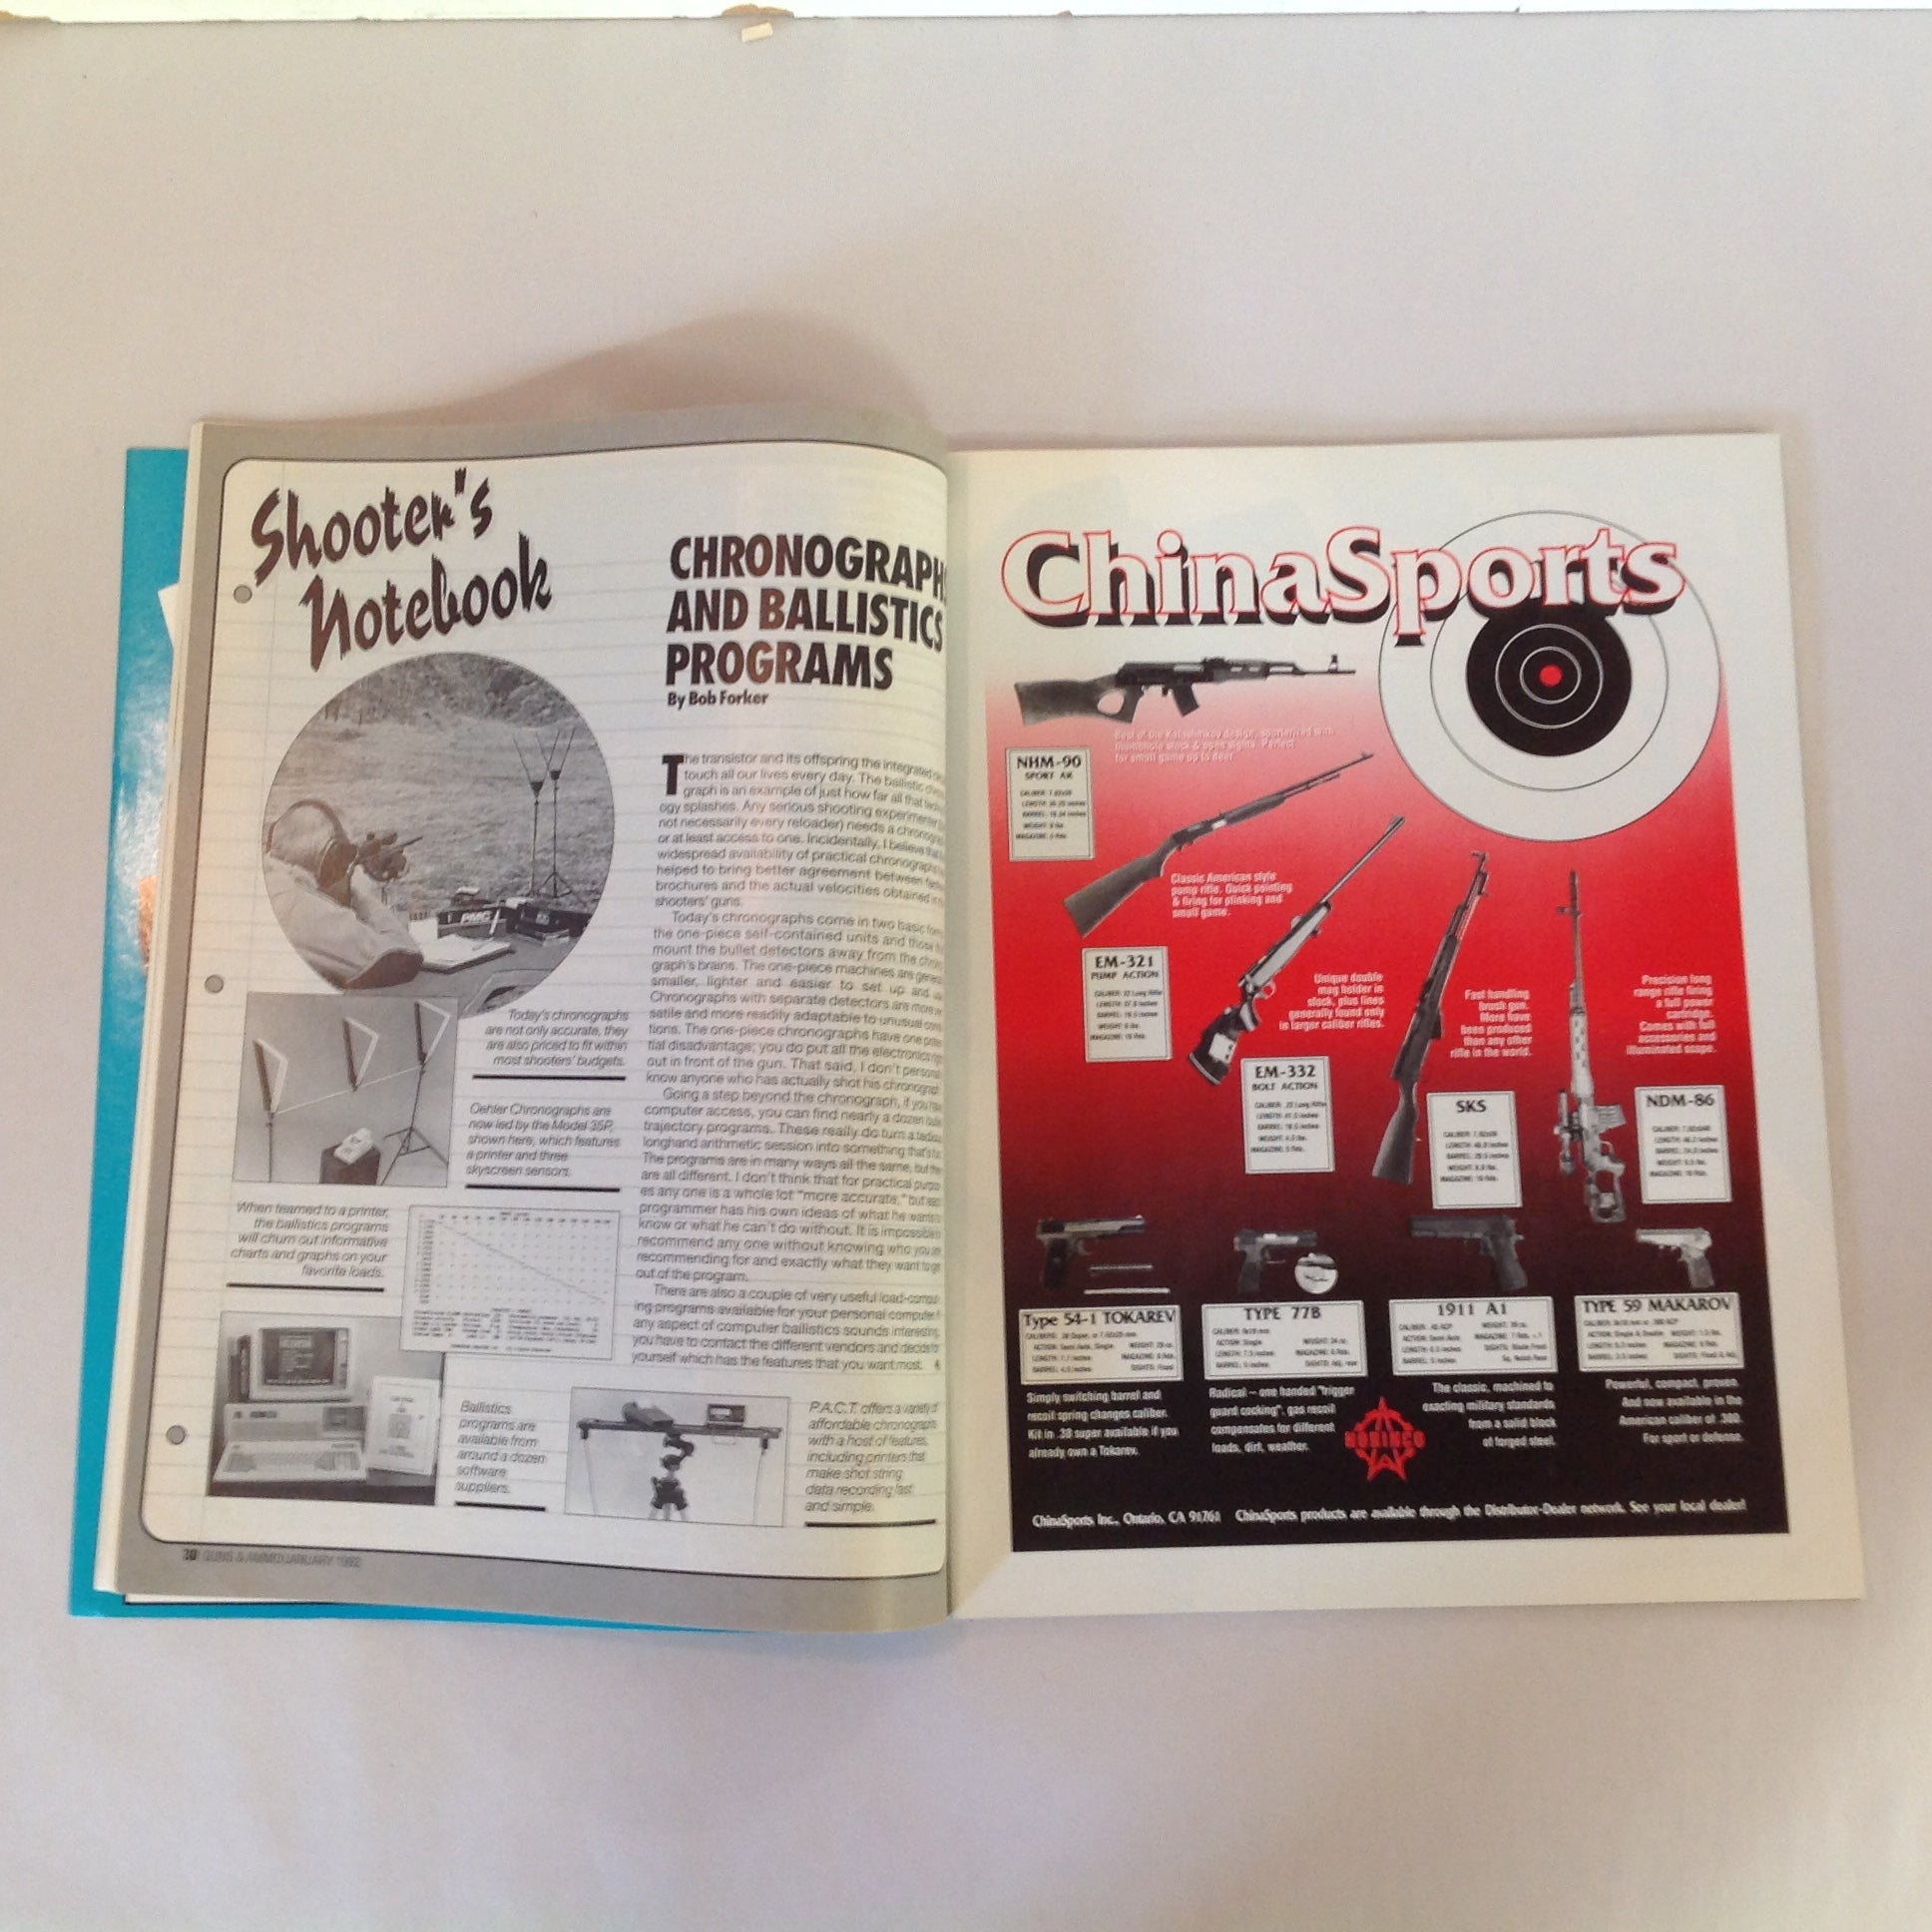 Shooter's
Notebook
CHRONOGRAPH
AND BALLISTICS
PROGRAMS
By Bob Forker
The transistor and its offspring the integrated
touch all our lives every day. The ballistic
graph is an example of just how far all that
ogy splashes. Any serious shooting
not necessarily every reloader) needs a
or at least access to one. Incidentally, I believe
widespread availability of practical
helped to bring better agreement between
brochures and the actual velocities obtained
shooters' guns.
Today's chronographs come in two basic
the one-piece self-contained units and those
mount the bullet detectors away from the
graph's brains. The one-piece machines are
smaller, lighter and easier to set up and
Chronographs with separate detectors are more
satile and more readily adaptable to unusual
tions. The one-piece chronographs have one
tial disadvantage; you do put all the electronics
out in front of the gun. That said, I don't
know anyone who has actually shot his
Going a step beyond the chronograph, if you
computer access, you can find nearly a dozen
trajectory programs. These really do turn a
longhand arithmetic session into something
The programs are in many ways all the same, but
are all different. I don't think that for practical
es any one is a whole lot "more accurate," but
programmer has his own ideas of what he wants
know or what he can't do without. It is
recommend any one without knowing who
recommending for and exactly what they want
out of the program.
There are also a couple of very useful
ing programs available for your personal computer.
any aspect of computer ballistics sounds interesting,
you have to contact the different vendors and decide
yourself which has the features that you want most.
PMC
Today's chronographs
are not only accurate, they
are also priced to fit within
most shooters' budgets.
Oehler Chronographs are
now led by the Model 35P,
shown here, which features
a printer and three
skyscreen sensors.
When teamed to a printer,
the ballistics programs
will churn out informative
charts and graphs on your
favorite loads.
Ballistics
programs are
available from
around a dozen
software
suppliers.
P.A.C.T. offers a variety of
affordable chronographs
with a host of features,
including printers that
make shot string
data recording fast
and simple.
20 GUNS & AMMO/JANUARY 1992
ChinaSports
Best of the Kalashnikov design, sporterized with
thumbhole stock & open sights. Perfect
for small game up to deer.
NHM-90
SPORT AK
Classic American style
pump rifle. Quick pointing
& firing for plinking and
small game.
EM-321
PUMP ACTION
Unique double
mag holder in
stock, plus lines
generally found only
in larger caliber rifles.
EM-332
BOLT ACTION
Fast handling
brush gun.
More have
been produced
than any other
rifle in the world.
SKS
Precision long
range rifle firing
a full power
cartridge.
Comes with full
accessories and
illuminated scope.
NDM-86
Type 54-1 TOKAREV
Simply switching barrel and
recoil spring changes caliber.
Kit in .38 super available if you
already own a Tokarev.
TYPE 77B
Radical – one handed "trigger
guard cocking", gas recoil
compensates for different
loads, dirt, weather.
NORINCO
1911 A1
The classic, machined to
exacting military standards
from a solid block
of forged steel.
TYPE 59 MAKAROV
Powerful, compact, proven.
And now available in the
American caliber of .380.
For sport or defense.
ChinaSports Inc., Ontario, CA 91761 ChinaSports products are available through the Distributor-Dealer network. See your local dealer!